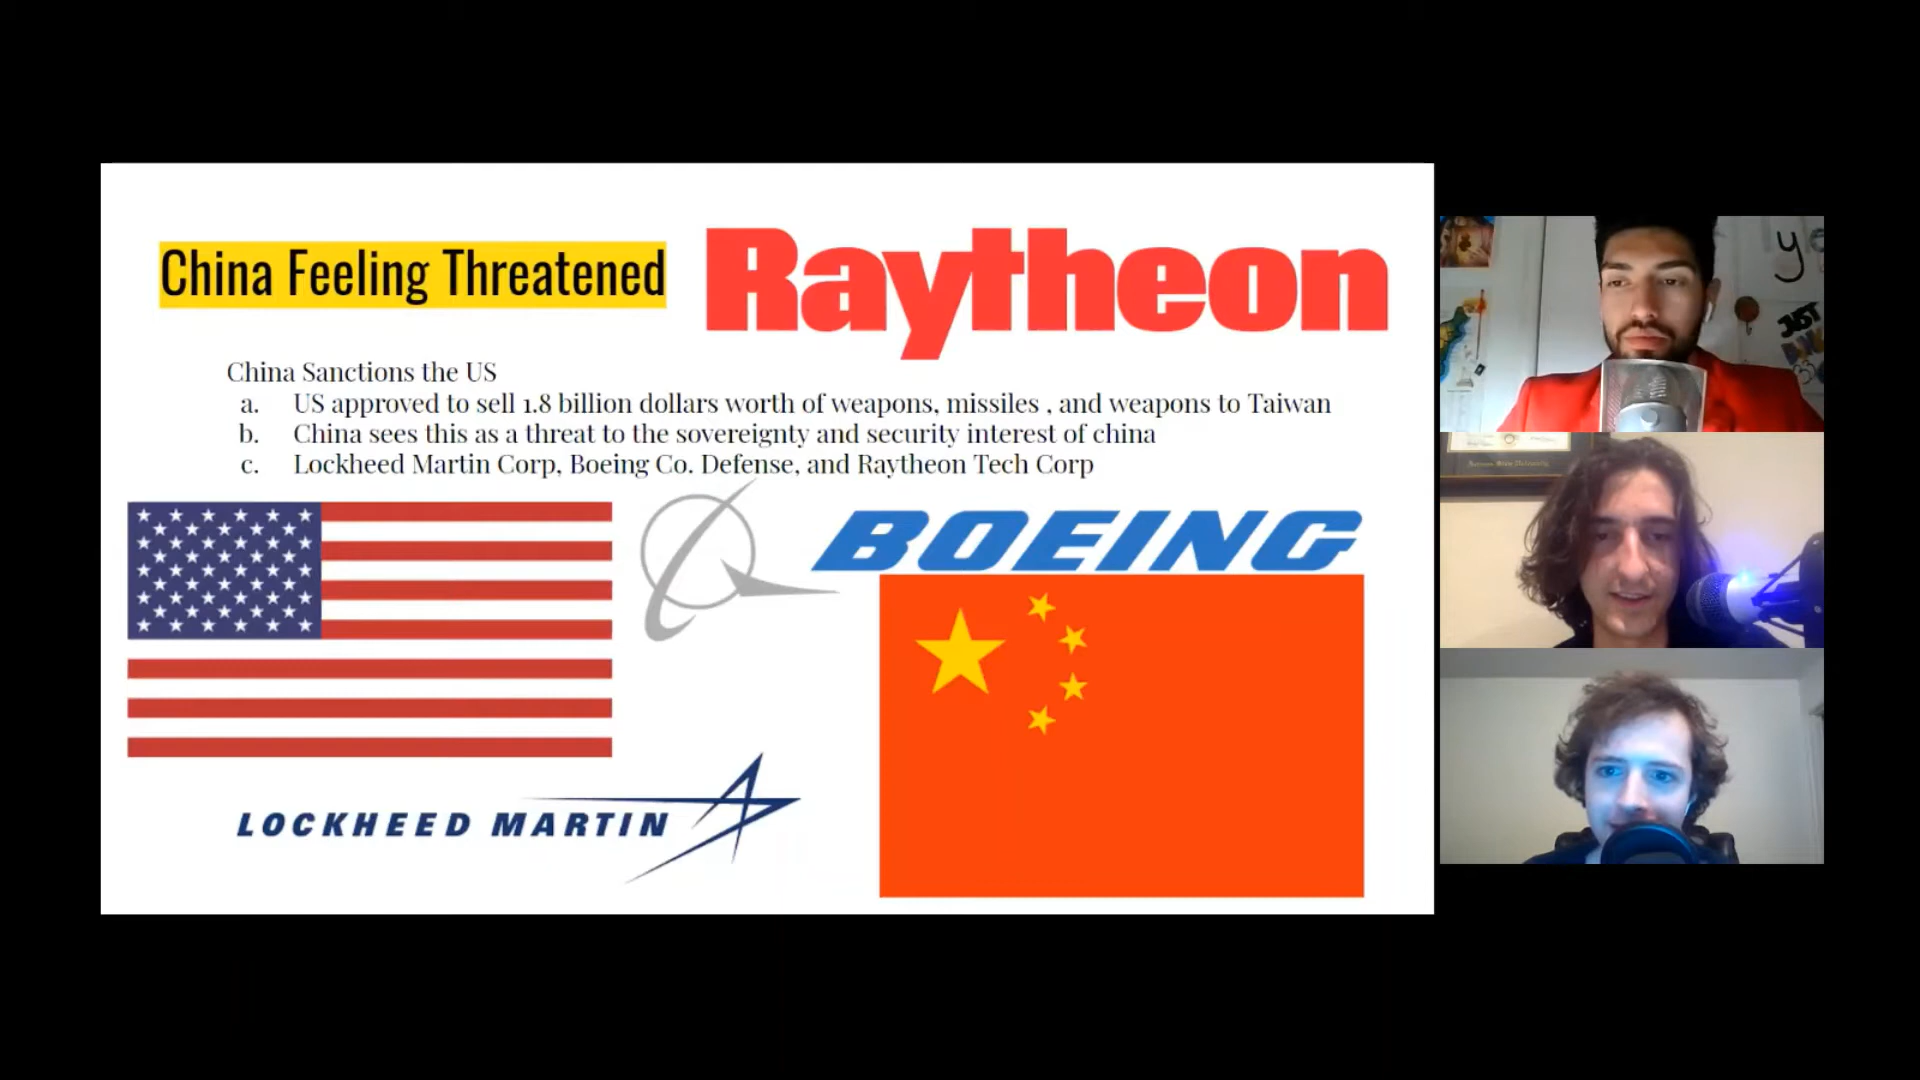 China Feeling Threatened
Raytheon
China Sanctions the US
a. US approved to sell 1.8 billion dollars worth of weapons, missiles , and weapons to Taiwan
b. China sees this as a threat to the sovereignty and security interest of china
c. Lockheed Martin Corp, Boeing Co. Defense, and Raytheon Tech Corp
BOEING
LOCKHEED MARTIN
JUST